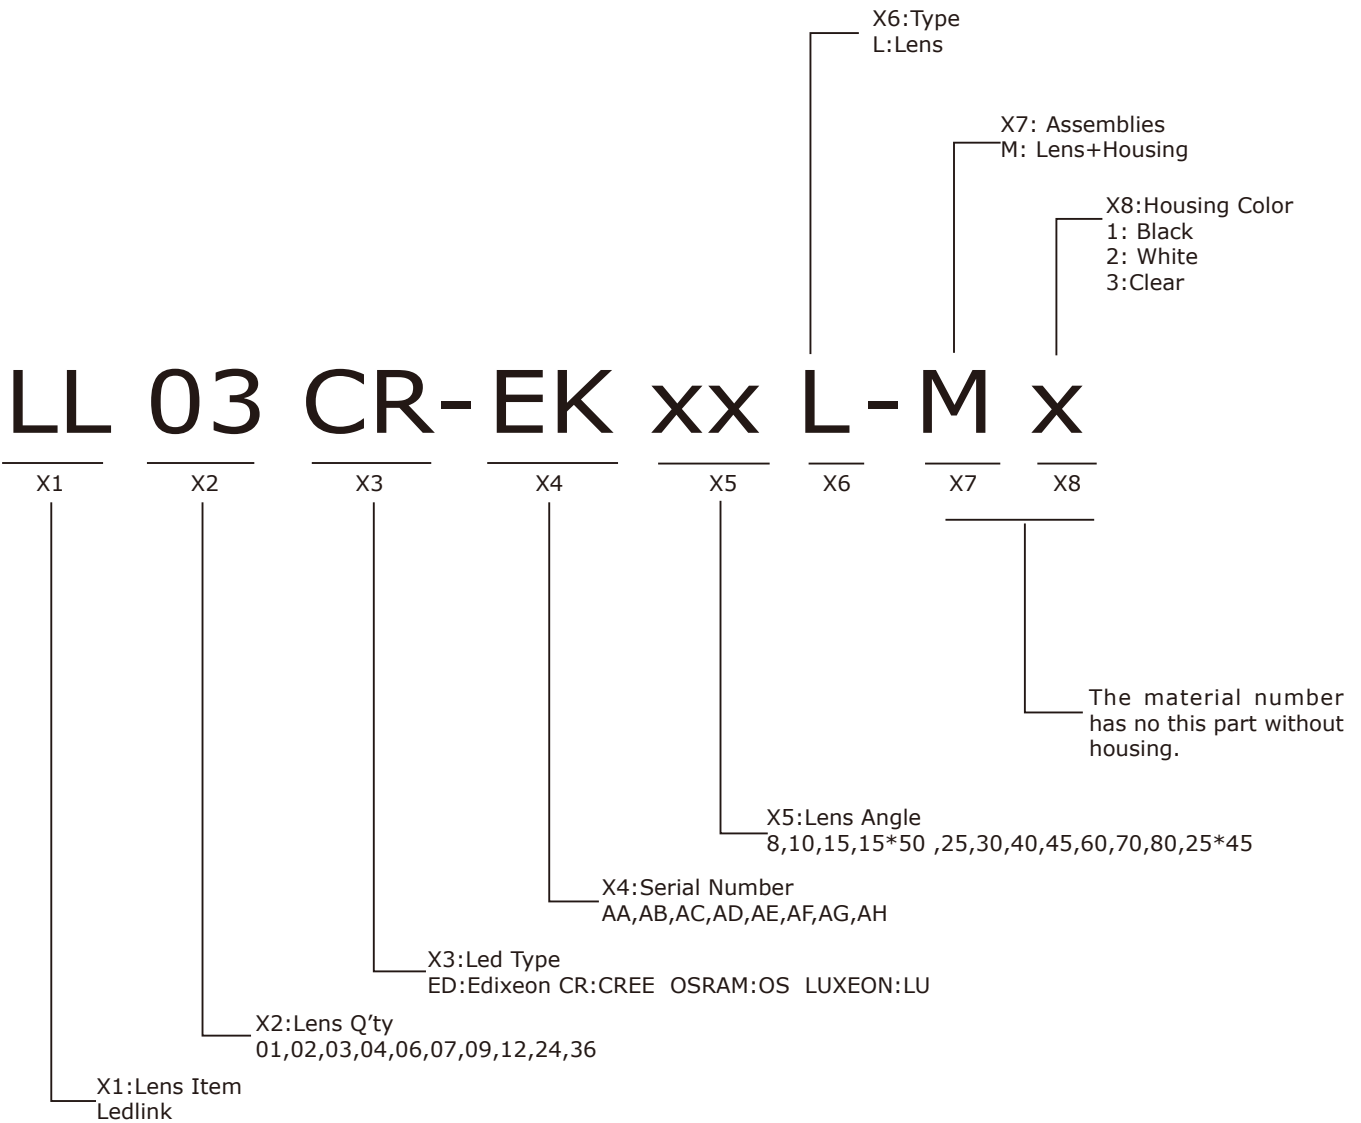 X6:Type
L:Lens
X7: Assemblies
M: Lens+Housing
X8:Housing Color
1: Black
2: White
3:Clear
LL 03 CR-EK xx L-M x
X1 X2 X3 X4 X5 X6 X7 X8
The material number
has no this part without
housing.
X5:Lens Angle
8,10,15,15*50 ,25,30,40,45,60,70,80,25*45
X4:Serial Number
AA,AB,AC,AD,AE,AF,AG,AH
X3:Led Type
ED:Edixeon CR:CREE OSRAM:OS LUXEON:LU
X2:Lens Q’ty
01,02,03,04,06,07,09,12,24,36
X1:Lens Item
Ledlink